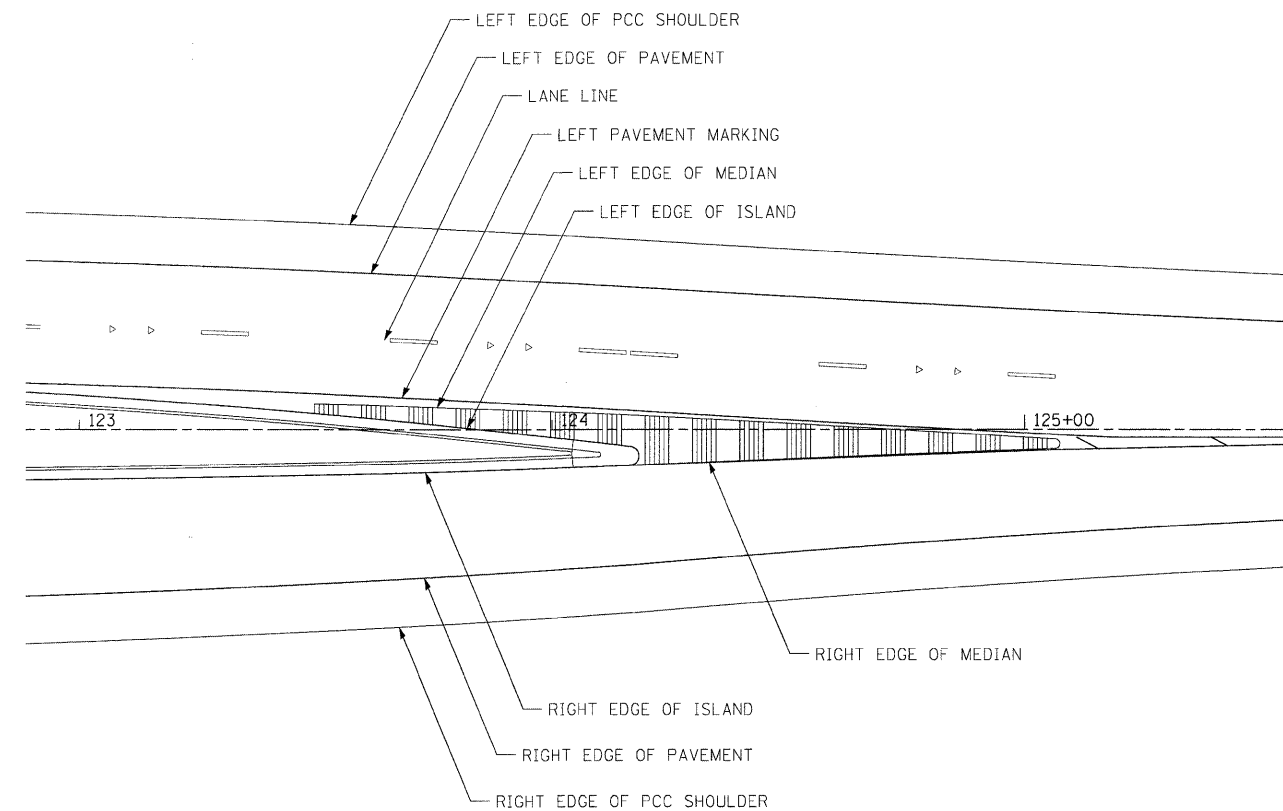 LEFT EDGE OF PCC SHOULDER
LEFT EDGE OF PAVEMENT
LANE LINE
LEFT PAVEMENT MARKING
LEFT EDGE OF MEDIAN
LEFT EDGE OF ISLAND
123
124
125+00
RIGHT EDGE OF MEDIAN
RIGHT EDGE OF ISLAND
RIGHT EDGE OF PAVEMENT
RIGHT EDGE OF PCC SHOULDER